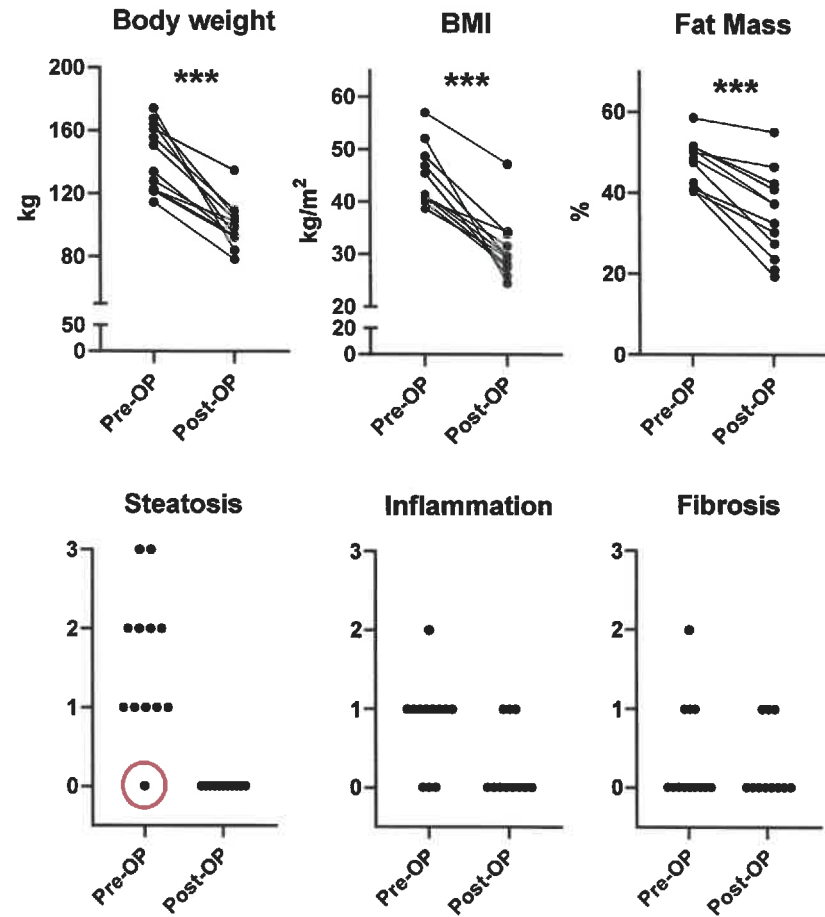 Body weight
BMI
Fat Mass
200
160
120
80
50
0
kg
***
Pre-OP
Post-OP
60
50
40
30
20
20
0
kg/m²
***
Pre-OP
Post-OP
60
40
20
0
%
***
Pre-OP
Post-OP
Steatosis
Inflammation
Fibrosis
3
2
1
0
Pre-OP
Post-OP
3
2
1
0
Pre-OP
Post-OP
3
2
1
0
Pre-OP
Post-OP